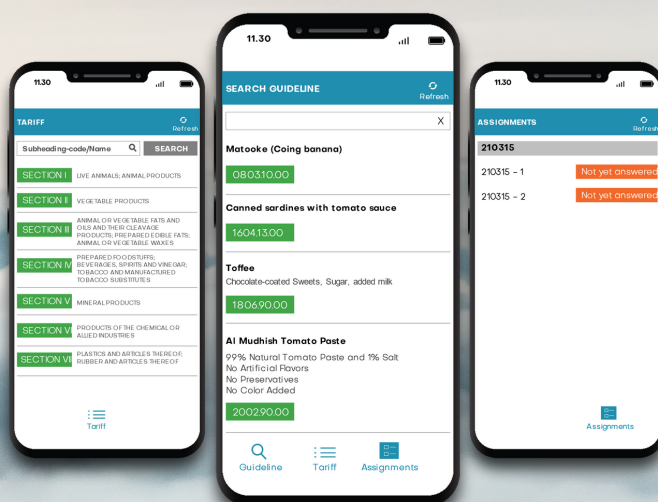 11.30
TARIFF
Refresh
Subheading-code/Name
SEARCH
SECTION I
LIVE ANIMALS; ANIMAL PRODUCTS
SECTION II
VEGETABLE PRODUCTS
SECTION III
ANIMAL OR VEGETABLE FATS AND
OILS AND THEIR CLEAVAGE
PRODUCTS; PREPARED EDIBLE FATS;
ANIMAL OR VEGETABLE WAXES
SECTION IV
PREPARED FOODSTUFFS;
BEVERAGES, SPIRITS AND VINEGAR;
TOBACCO AND MANUFACTURED
TOBACCO SUBSTITUTES
SECTION V
MINERAL PRODUCTS
SECTION V
PRODUCTS OF THE CHEMICAL OR
ALLIED INDUSTRIES
SECTION VI
PLASTICS AND ARTICLES THEREOF;
RUBBER AND ARTICLES THEREOF
Tariff
11.30
SEARCH GUIDELINE
Refresh
X
Matooke (Coing banana)
0803.10.00
Canned sardines with tomato sauce
1604.13.00
Toffee
Chocolate-coated Sweets, Sugar, added milk
1806.90.00
Al Mudhish Tomato Paste
99% Natural Tomato Paste and 1% Salt
No Artificial Flavors
No Preservatives
No Color Added
2002.90.00
Guideline
Tariff
Assignments
11.30
ASSIGNMENTS
Refresh
210315
210315 - 1
Not yet answered
210315 - 2
Not yet answered
Assignments